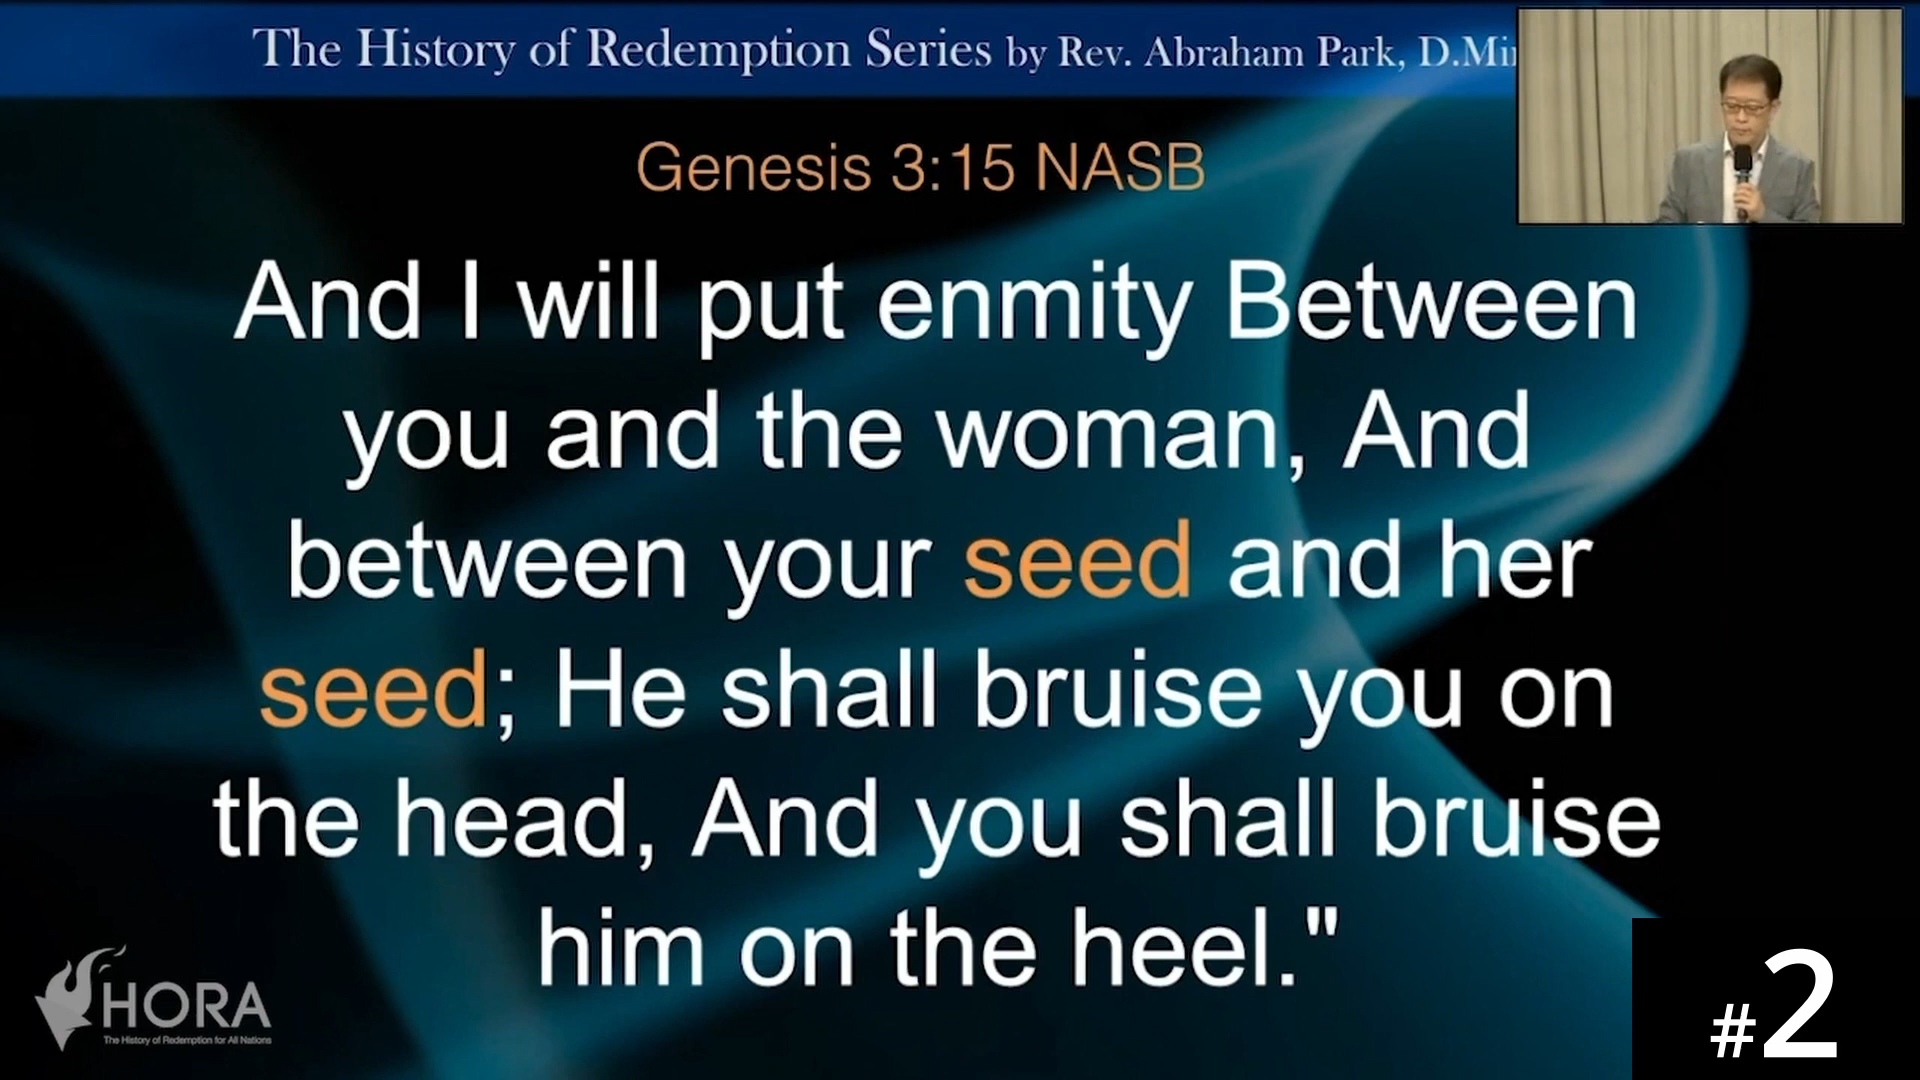 The History of Redemption Series by Rev. Abraham Park, D.Min
Genesis 3:15 NASB
And I will put enmity Between
you and the woman, And
between your seed and her
seed; He shall bruise you on
the head, And you shall bruise
him on the heel."
HORA
The History of Redemption for All Nations
#2